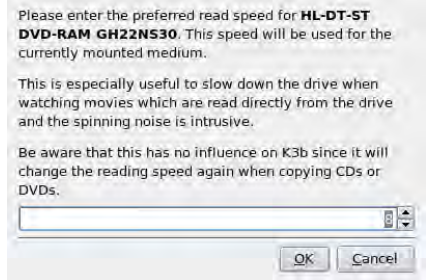 Please enter the preferred read speed for HL-DT-ST
DVD-RAM GH22NS30. This speed will be used for the
currently mounted medium.
This is especially useful to slow down the drive when
watching movies which are read directly from the drive
and the spinning noise is intrusive.
Be aware that this has no influence on K3b since it will
change the reading speed again when copying CDs or
DVDs.
OK Cancel